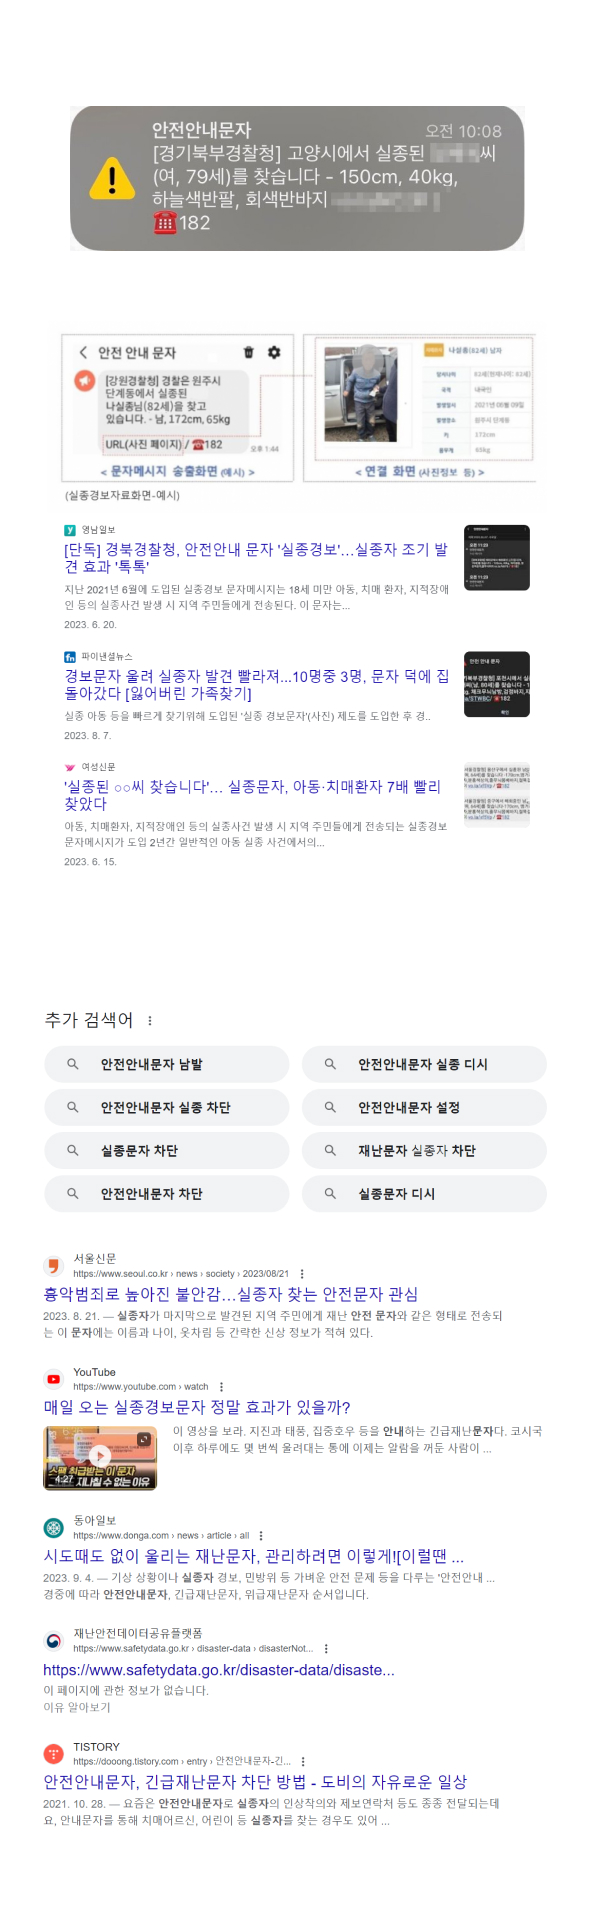 안전안내문자
오전 10:08
[경기북부경찰청] 고양시에서 실종된 씨
(여, 79세)를 찾습니다 - 150cm, 40kg,
하늘색반팔, 회색반바지
☎182
안전 안내 문자
[강원경찰청] 경찰은 원주시
단계동에서 실종된
나실종님(82세)을 찾고
있습니다. - 남, 172cm, 65kg
URL(사진 페이지) / ☎182
오후 1:44
< 문자메시지 송출화면 (예시) >
나실종(82세) 남자
82세(현재나이: 82세)
내국인
2021년 08월 09일
원주시 단계동
키 172cm
몸무게 65kg
< 연결 화면 (사진정보 등) >
(실종경보자료화면-예시)
영남일보
[단독] 경북경찰청, 안전안내 문자 '실종경보'…실종자 조기 발
견 효과 '톡톡'
지난 2021년 6월에 도입된 실종경보 문자메시지는 18세 미만 아동, 치매 환자, 지적장애
인 등의 실종사건 발생 시 지역 주민들에게 전송된다. 이 문자는...
2023. 6. 20.
파이낸셜뉴스
경보문자 울려 실종자 발견 빨라져...10명중 3명, 문자 덕에 집
돌아갔다 [잃어버린 가족찾기]
실종 아동 등을 빠르게 찾기위해 도입된 '실종 경보문자'(사진) 제도를 도입한 후 경..
2023. 8. 7.
안전 안내 문자
여성신문
'실종된 ○○씨 찾습니다'… 실종문자, 아동·치매환자 7배 빨리
찾았다
아동, 치매환자, 지적장애인 등의 실종사건 발생 시 지역 주민들에게 전송되는 실종경보
문자메시지가 도입 2년간 일반적인 아동 실종 사건에서의...
2023. 6. 15.
추가 검색어
안전안내문자 남발
안전안내문자 실종 디시
안전안내문자 실종 차단
안전안내문자 설정
실종문자 차단
재난문자 실종자 차단
안전안내문자 차단
실종문자 디시
서울신문
https://www.seoul.co.kr › news › society › 2023/08/21
흉악범죄로 높아진 불안감…실종자 찾는 안전문자 관심
2023. 8. 21. — 실종자가 마지막으로 발견된 지역 주민에게 재난 안전 문자와 같은 형태로 전송되
는 이 문자에는 이름과 나이, 옷차림 등 간략한 신상 정보가 적혀 있다.
YouTube
https://www.youtube.com › watch
매일 오는 실종경보문자 정말 효과가 있을까?
이 영상을 보라. 지진과 태풍, 집중호우 등을 안내하는 긴급재난문자다. 코시국
이후 하루에도 몇 번씩 울려대는 통에 이제는 알람을 꺼둔 사람이 ...
스팸 취급받는 이 문자
지나칠 수 없는 이유
4:27
동아일보
https://www.donga.com › news › article › all
시도때도 없이 울리는 재난문자, 관리하려면 이렇게![이럴땐 ...
2023. 9. 4. — 기상 상황이나 실종자 경보, 민방위 등 가벼운 안전 문제 등을 다루는 '안전안내 ...
경중에 따라 안전안내문자, 긴급재난문자, 위급재난문자 순서입니다.
재난안전데이터공유플랫폼
https://www.safetydata.go.kr › disaster-data › disasterNot...
https://www.safetydata.go.kr/disaster-data/disaste...
이 페이지에 관한 정보가 없습니다.
이유 알아보기
TISTORY
https://dooong.tistory.com › entry › 안전안내문자-긴...
안전안내문자, 긴급재난문자 차단 방법 - 도비의 자유로운 일상
2021. 10. 28. — 요즘은 안전안내문자로 실종자의 인상착의와 제보연락처 등도 종종 전달되는데
요, 안내문자를 통해 치매어르신, 어린이 등 실종자를 찾는 경우도 있어 ...